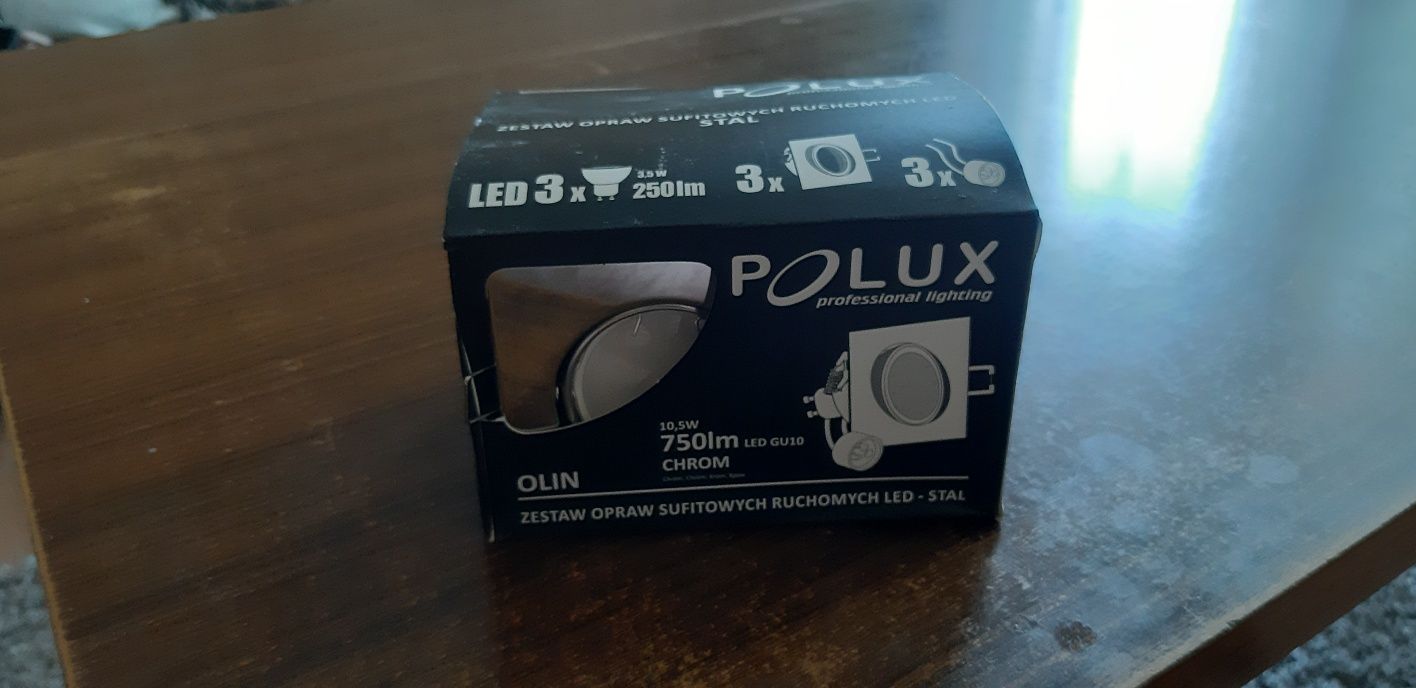 POLUX
ZESTAW OPRAW SUFITOWYCH RUCHOMYCH LED
STAL
LED 3x 3.5W 250lm 3x 3x
POLUX
professional lighting
10,5W
750lm LED GU10
CHROM
OLIN
ZESTAW OPRAW SUFITOWYCH RUCHOMYCH LED - STAL